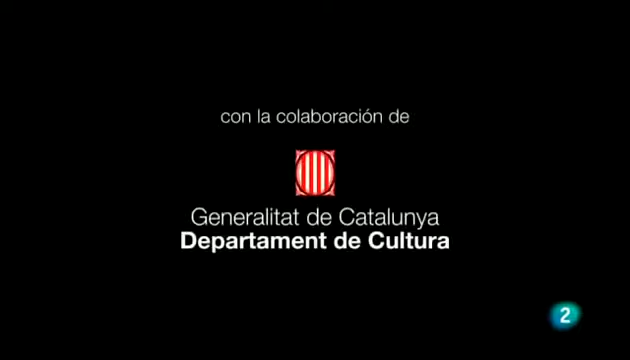 con la colaboración de
Generalitat de Catalunya
Departament de Cultura
2